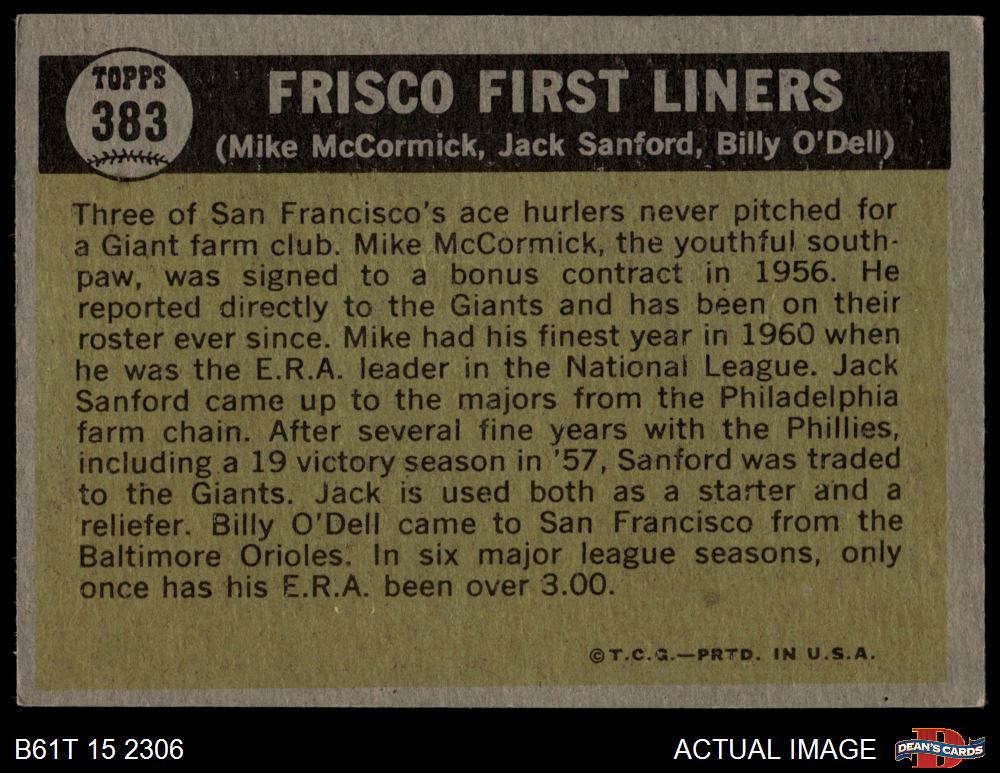 TOPPS
383
FRISCO FIRST LINERS
(Mike McCormick, Jack Sanford, Billy O'Dell)
Three of San Francisco's ace hurlers never pitched for
a Giant farm club. Mike McCormick, the youthful south-
paw, was signed to a bonus contract in 1956. He
reported directly to the Giants and has been on their
roster ever since. Mike had his finest year in 1960 when
he was the E.R.A. leader in the National League. Jack
Sanford came up to the majors from the Philadelphia
farm chain. After several fine years with the Phillies,
including a 19 victory season in '57, Sanford was traded
to the Giants. Jack is used both as a starter and a
reliefer. Billy O'Dell came to San Francisco from the
Baltimore Orioles. In six major league seasons, only
once has his E.R.A. been over 3.00.
©T.C.G.—PRTD. IN U.S.A.
B61T 15 2306
ACTUAL IMAGE
D
DEAN'S CARDS